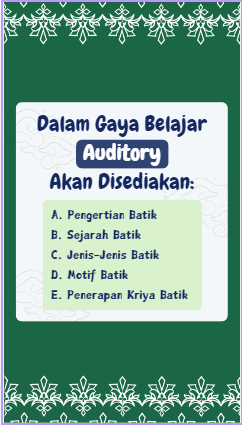 Dalam Gaya Belajar
Auditory
Akan Disediakan:
A. Pengertian Batik
B. Sejarah Batik
C. Jenis-Jenis Batik
D. Motif Batik
E. Penerapan Kriya Batik